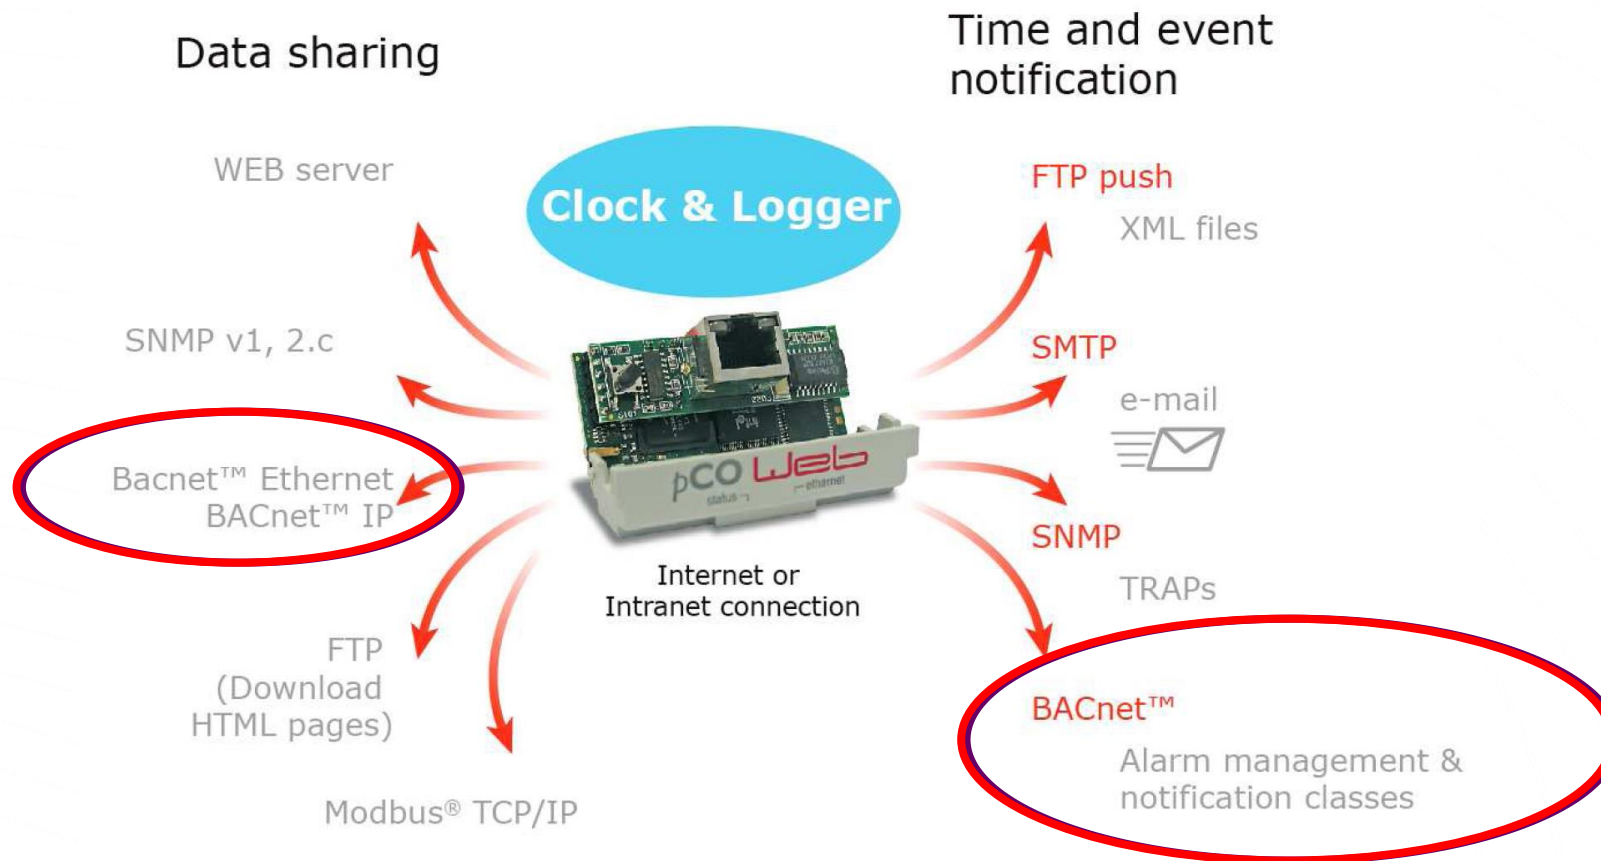 Data sharing
Time and event
notification
WEB server
Clock & Logger
FTP push
XML files
SNMP v1, 2.c
SMTP
e-mail
Bacnet™ Ethernet
BACnet™ IP
pCO Web
status
ethernet
SNMP
Internet or
Intranet connection
TRAPs
FTP
(Download
HTML pages)
BACnet™
Alarm management &
notification classes
Modbus® TCP/IP